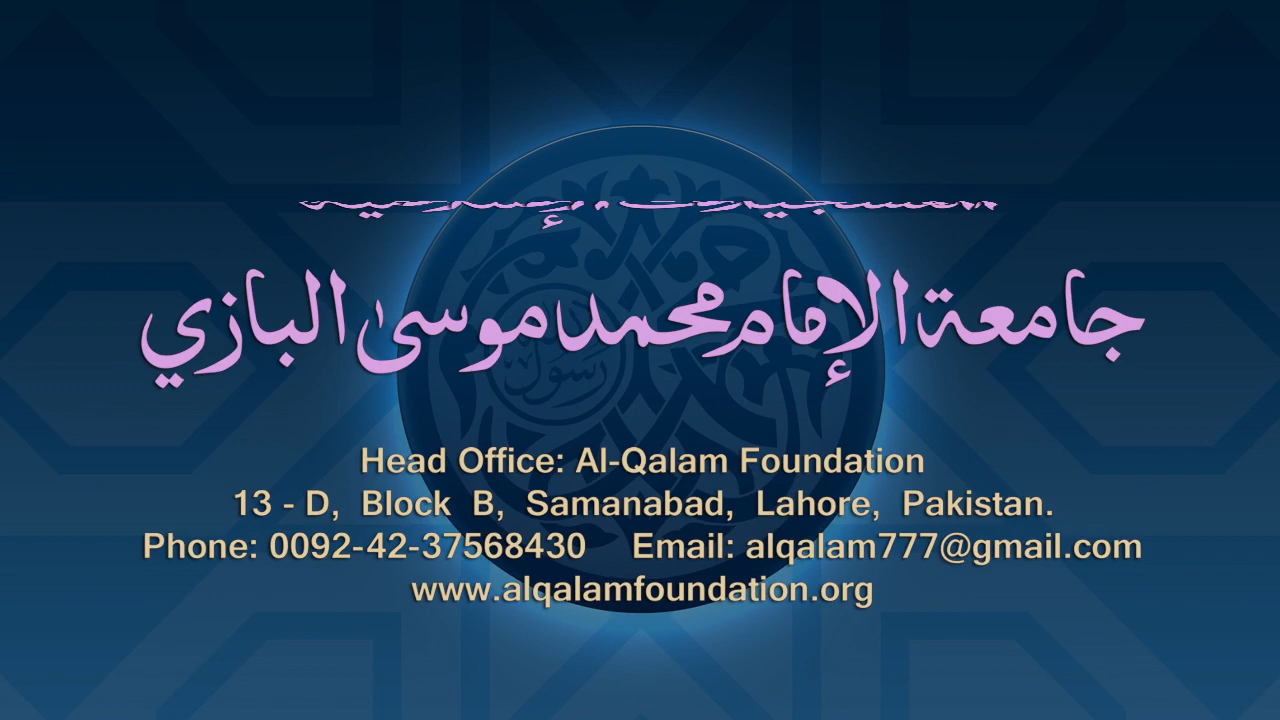 جامعة الإمام محمد موسىٰ البازي
Head Office: Al-Qalam Foundation
13 - D, Block B, Samanabad, Lahore, Pakistan.
Phone: 0092-42-37568430 Email: alqalam777@gmail.com
www.alqalamfoundation.org